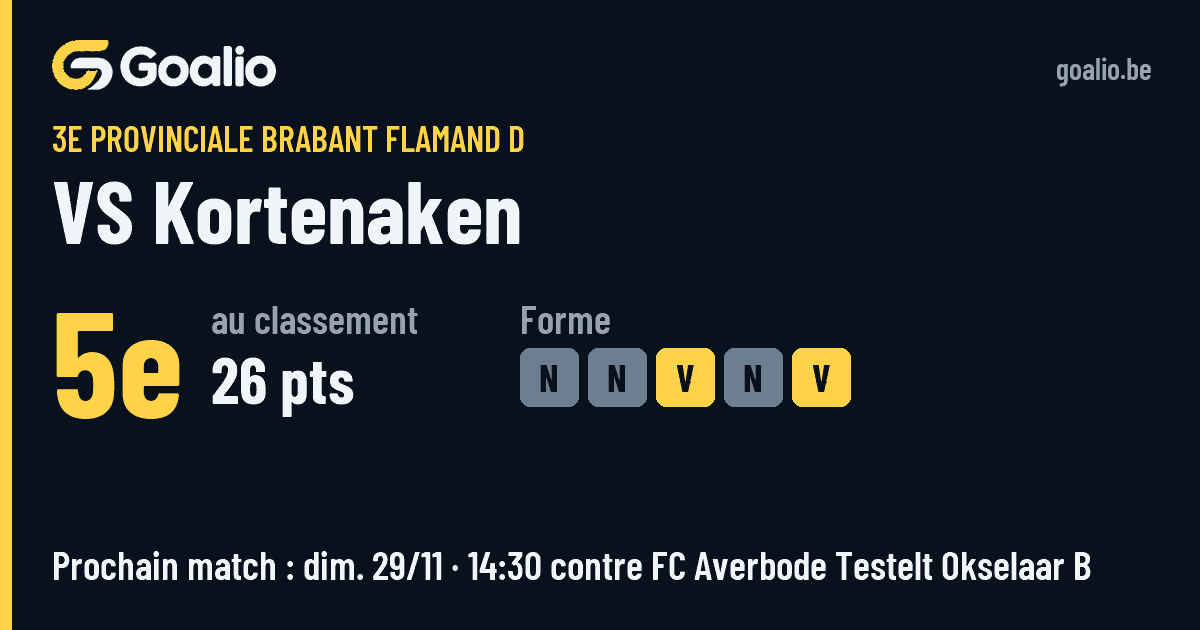 Goalio
goalio.be
3E PROVINCIALE BRABANT FLAMAND D
VS Kortenaken
5e
au classement
26 pts
Forme
N N V N V
Prochain match : dim. 29/11 · 14:30 contre FC Averbode Testelt Okselaar B